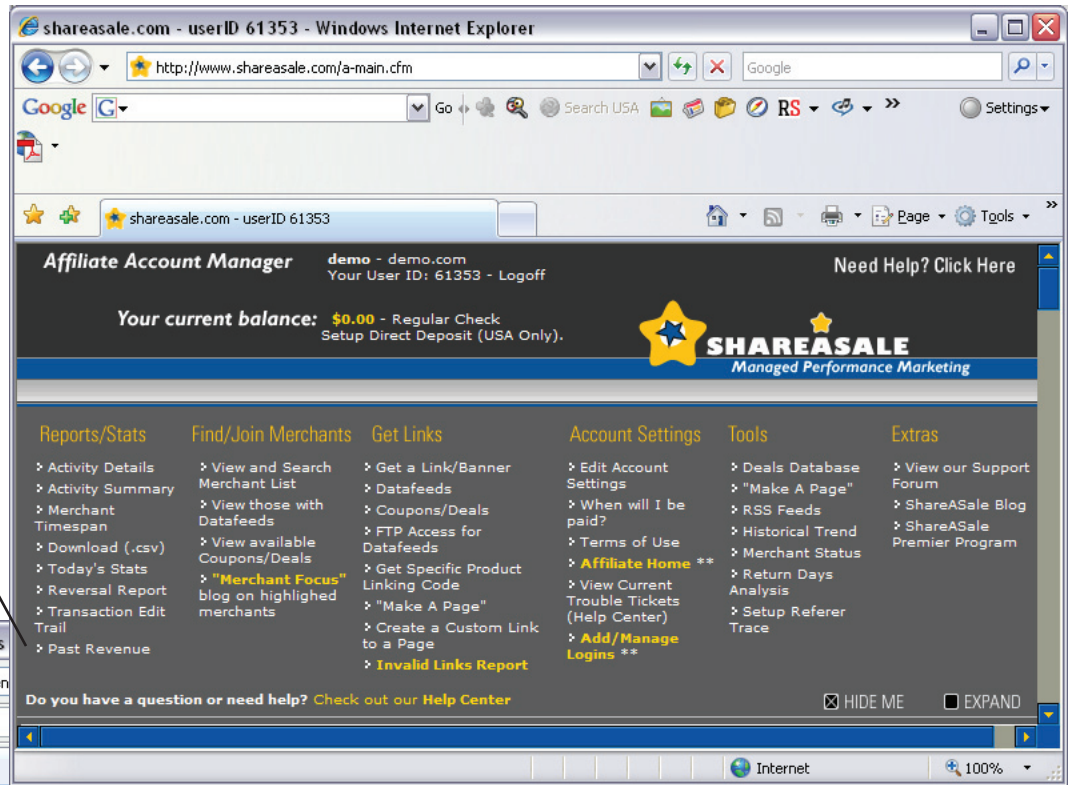 shareasale.com - userID 61353 - Windows Internet Explorer
http://www.shareasale.com/a-main.cfm
Google
Google G
Go
Search USA
RS
»
Settings
shareasale.com - userID 61353
Page
Tools
»
Affiliate Account Manager
demo - demo.com
Your User ID: 61353 - Logoff
Need Help? Click Here
Your current balance:
$0.00 - Regular Check
Setup Direct Deposit (USA Only).
SHAREASALE
Managed Performance Marketing
Reports/Stats
Activity Details
Activity Summary
Merchant
Timespan
Download (.csv)
Today's Stats
Reversal Report
Transaction Edit
Trail
Past Revenue
Find/Join Merchants
View and Search
Merchant List
View those with
Datafeeds
View available
Coupons/Deals
"Merchant Focus"
blog on highlighed
merchants
Get Links
Get a Link/Banner
Datafeeds
Coupons/Deals
FTP Access for
Datafeeds
Get Specific Product
Linking Code
"Make A Page"
Create a Custom Link
to a Page
Invalid Links Report
Account Settings
Edit Account
Settings
When will I be
paid?
Terms of Use
Affiliate Home **
View Current
Trouble Tickets
(Help Center)
Add/Manage
Logins **
Tools
Deals Database
"Make A Page"
RSS Feeds
Historical Trend
Merchant Status
Return Days
Analysis
Setup Referer
Trace
Extras
View our Support
Forum
ShareASale Blog
ShareASale
Premier Program
Do you have a question or need help? Check out our Help Center
HIDE ME
EXPAND
Internet
100%